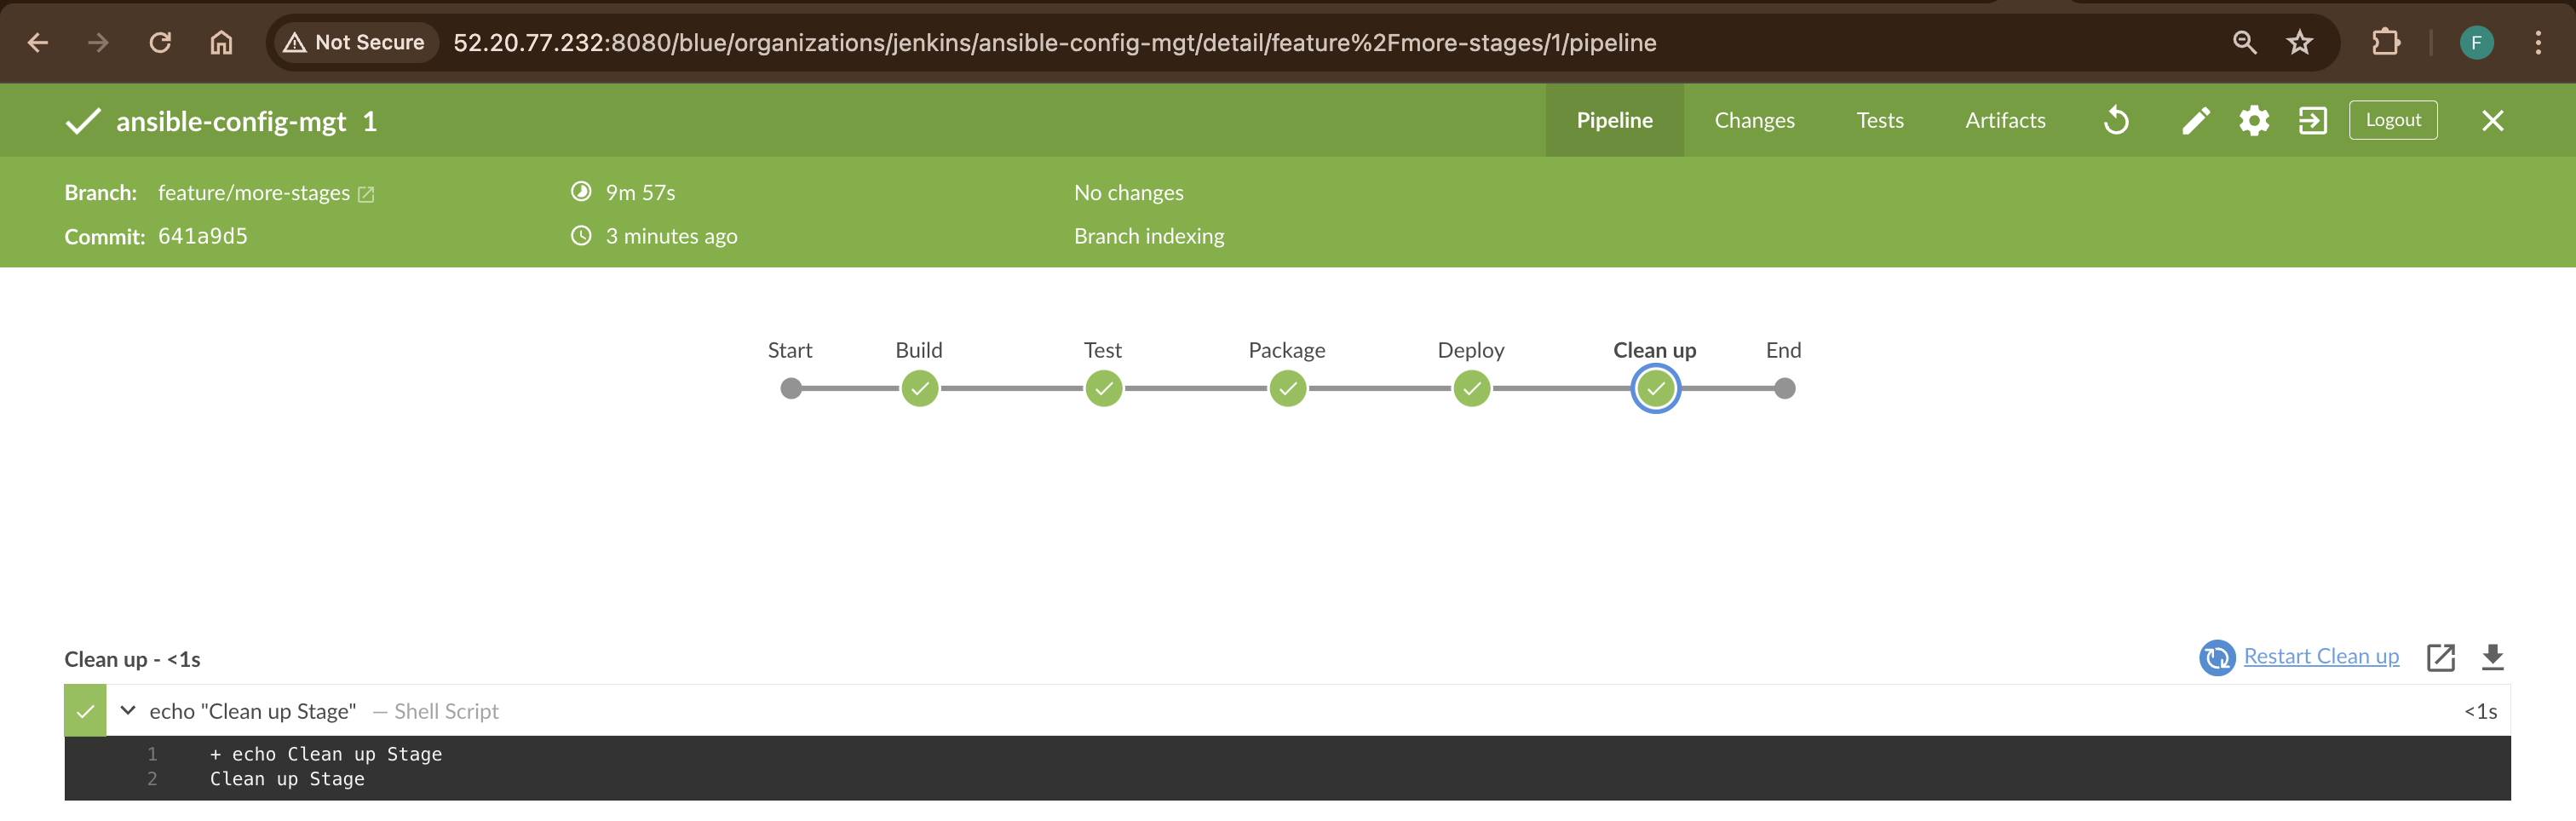 Not Secure 52.20.77.232:8080/blue/organizations/jenkins/ansible-config-mgt/detail/feature%2Fmore-stages/1/pipeline F
ansible-config-mgt 1 Pipeline Changes Tests Artifacts Logout
Branch: feature/more-stages 9m 57s No changes
Commit: 641a9d5 3 minutes ago Branch indexing
Start Build Test Package Deploy Clean up End
Clean up - <1s Restart Clean up
echo "Clean up Stage" — Shell Script <1s
1 + echo Clean up Stage
2 Clean up Stage